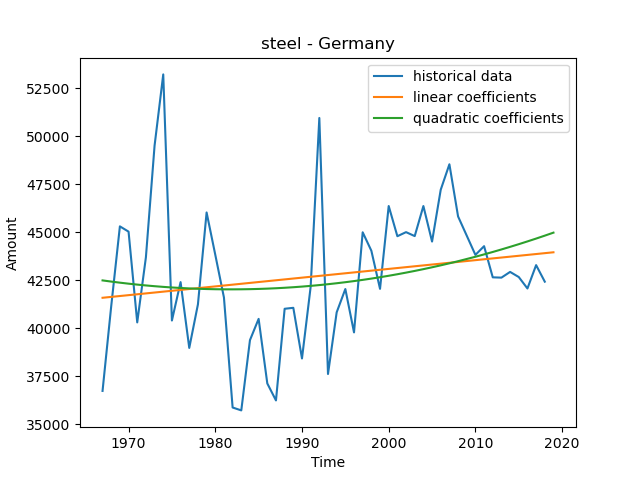 steel - Germany
historical data
linear coefficients
quadratic coefficients
52500
50000
47500
45000
42500
40000
37500
35000
Amount
1970 1980 1990 2000 2010 2020
Time